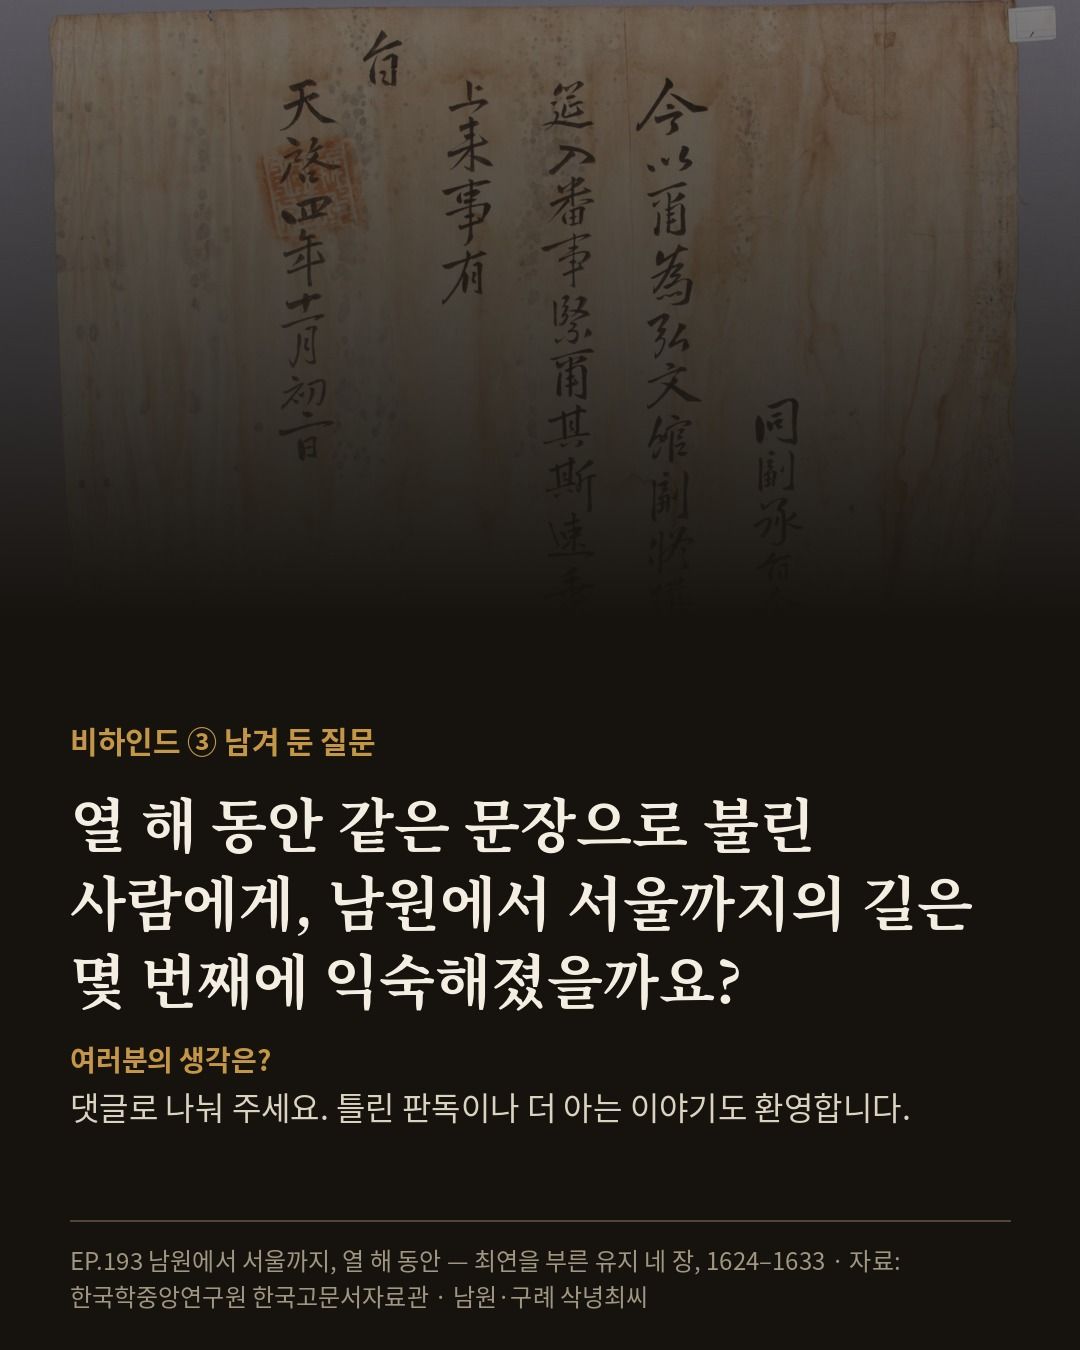 同副承
今以爾為弘文館副
筵入番事緊爾其斯速
上來事有
旨
天啓四年十一月初二日
비하인드 ③ 남겨 둔 질문
열 해 동안 같은 문장으로 불린
사람에게, 남원에서 서울까지의 길은
몇 번째에 익숙해졌을까요?
여러분의 생각은?
댓글로 나눠 주세요. 틀린 판독이나 더 아는 이야기도 환영합니다.
EP.193 남원에서 서울까지, 열 해 동안 — 최연을 부른 유지 네 장, 1624–1633 · 자료:
한국학중앙연구원 한국고문서자료관 · 남원·구례 삭녕최씨